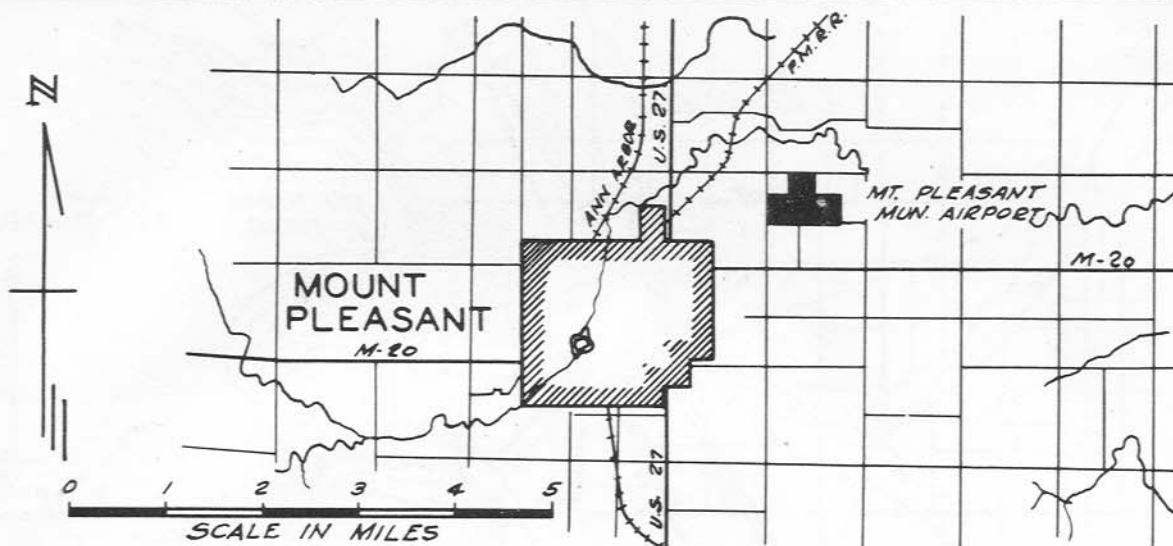 N
P.M.R.R.
U.S. 27
ANN ARBOR
MT. PLEASANT
MUN. AIRPORT
M-20
MOUNT
PLEASANT
M-20
U.S. 27
0 1 2 3 4 5
SCALE IN MILES